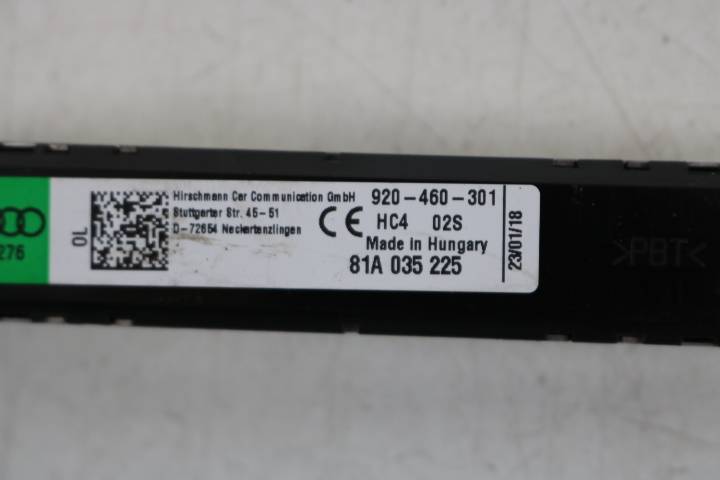 276
OL
Hirschmann Car Communication GmbH
Stuttgarter Str. 45-51
D-72654 Neckartenzlingen
CE
920-460-301
HC4 02S
Made in Hungary
81A 035 225
23/01/18
>PBT<